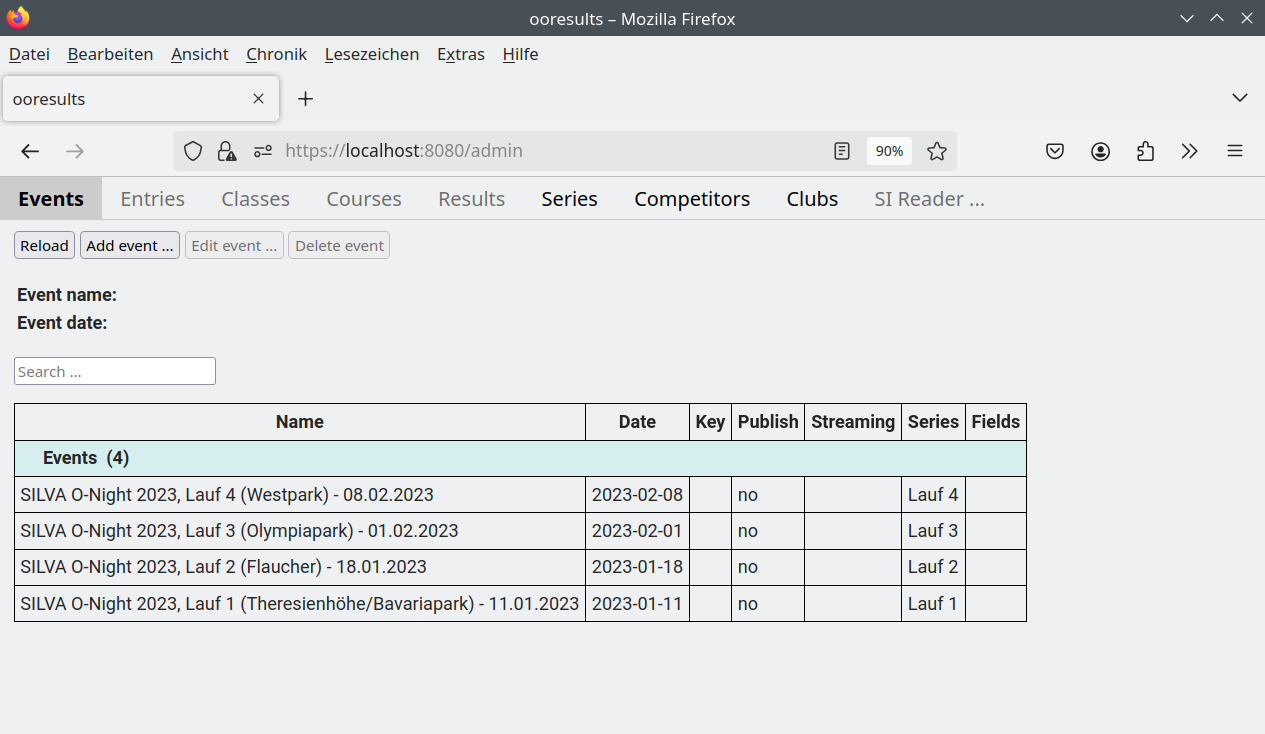 ooresults – Mozilla Firefox
Datei Bearbeiten Ansicht Chronik Lesezeichen Extras Hilfe
ooresults
https://localhost:8080/admin 90%
Events Entries Classes Courses Results Series Competitors Clubs SI Reader ...
Reload Add event ... Edit event ... Delete event
Event name:
Event date:
Search ...
Name Date Key Publish Streaming Series Fields
Events (4)
SILVA O-Night 2023, Lauf 4 (Westpark) - 08.02.2023 2023-02-08 no Lauf 4
SILVA O-Night 2023, Lauf 3 (Olympiapark) - 01.02.2023 2023-02-01 no Lauf 3
SILVA O-Night 2023, Lauf 2 (Flaucher) - 18.01.2023 2023-01-18 no Lauf 2
SILVA O-Night 2023, Lauf 1 (Theresienhöhe/Bavariapark) - 11.01.2023 2023-01-11 no Lauf 1